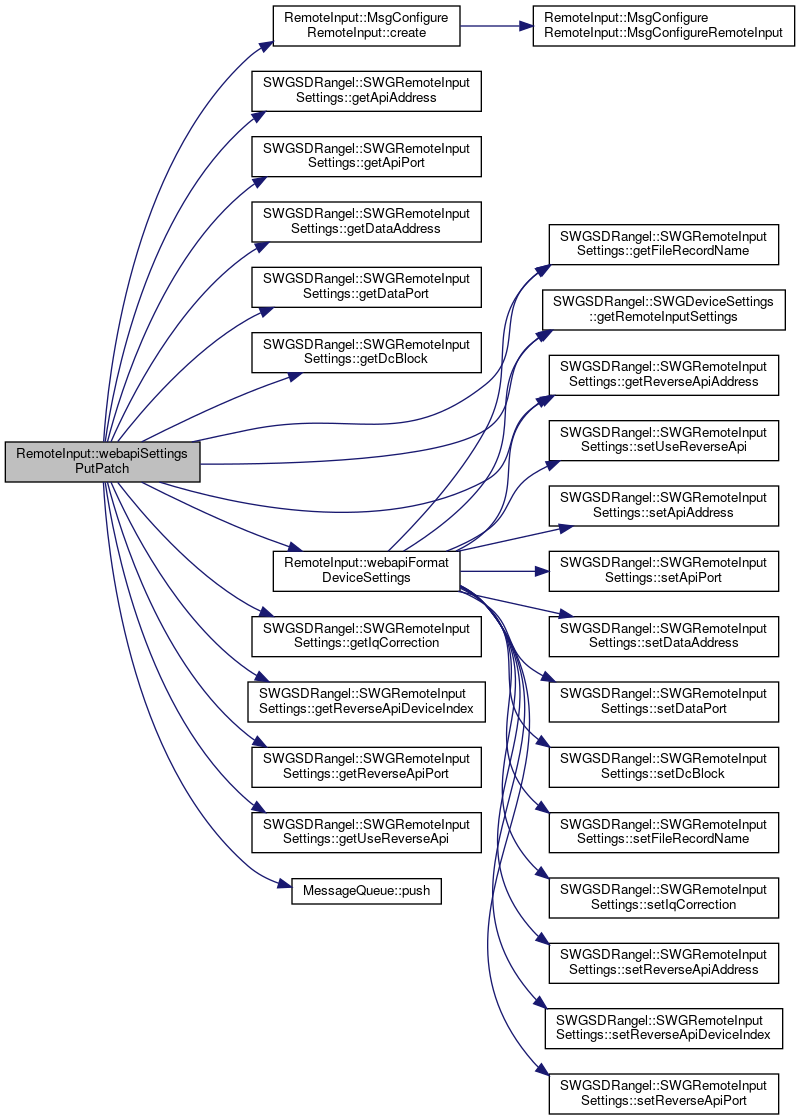 RemoteInput::MsgConfigure
RemoteInput::create
RemoteInput::MsgConfigure
RemoteInput::MsgConfigureRemoteInput
SWGSDRangel::SWGRemoteInput
Settings::getApiAddress
SWGSDRangel::SWGRemoteInput
Settings::getApiPort
SWGSDRangel::SWGRemoteInput
Settings::getDataAddress
SWGSDRangel::SWGRemoteInput
Settings::getDataPort
SWGSDRangel::SWGRemoteInput
Settings::getDcBlock
RemoteInput::webapiSettings
PutPatch
RemoteInput::webapiFormat
DeviceSettings
SWGSDRangel::SWGRemoteInput
Settings::getIqCorrection
SWGSDRangel::SWGRemoteInput
Settings::getReverseApiDeviceIndex
SWGSDRangel::SWGRemoteInput
Settings::getReverseApiPort
SWGSDRangel::SWGRemoteInput
Settings::getUseReverseApi
MessageQueue::push
SWGSDRangel::SWGRemoteInput
Settings::getFileRecordName
SWGSDRangel::SWGDeviceSettings
::getRemoteInputSettings
SWGSDRangel::SWGRemoteInput
Settings::getReverseApiAddress
SWGSDRangel::SWGRemoteInput
Settings::setUseReverseApi
SWGSDRangel::SWGRemoteInput
Settings::setApiAddress
SWGSDRangel::SWGRemoteInput
Settings::setApiPort
SWGSDRangel::SWGRemoteInput
Settings::setDataAddress
SWGSDRangel::SWGRemoteInput
Settings::setDataPort
SWGSDRangel::SWGRemoteInput
Settings::setDcBlock
SWGSDRangel::SWGRemoteInput
Settings::setFileRecordName
SWGSDRangel::SWGRemoteInput
Settings::setIqCorrection
SWGSDRangel::SWGRemoteInput
Settings::setReverseApiAddress
SWGSDRangel::SWGRemoteInput
Settings::setReverseApiDeviceIndex
SWGSDRangel::SWGRemoteInput
Settings::setReverseApiPort